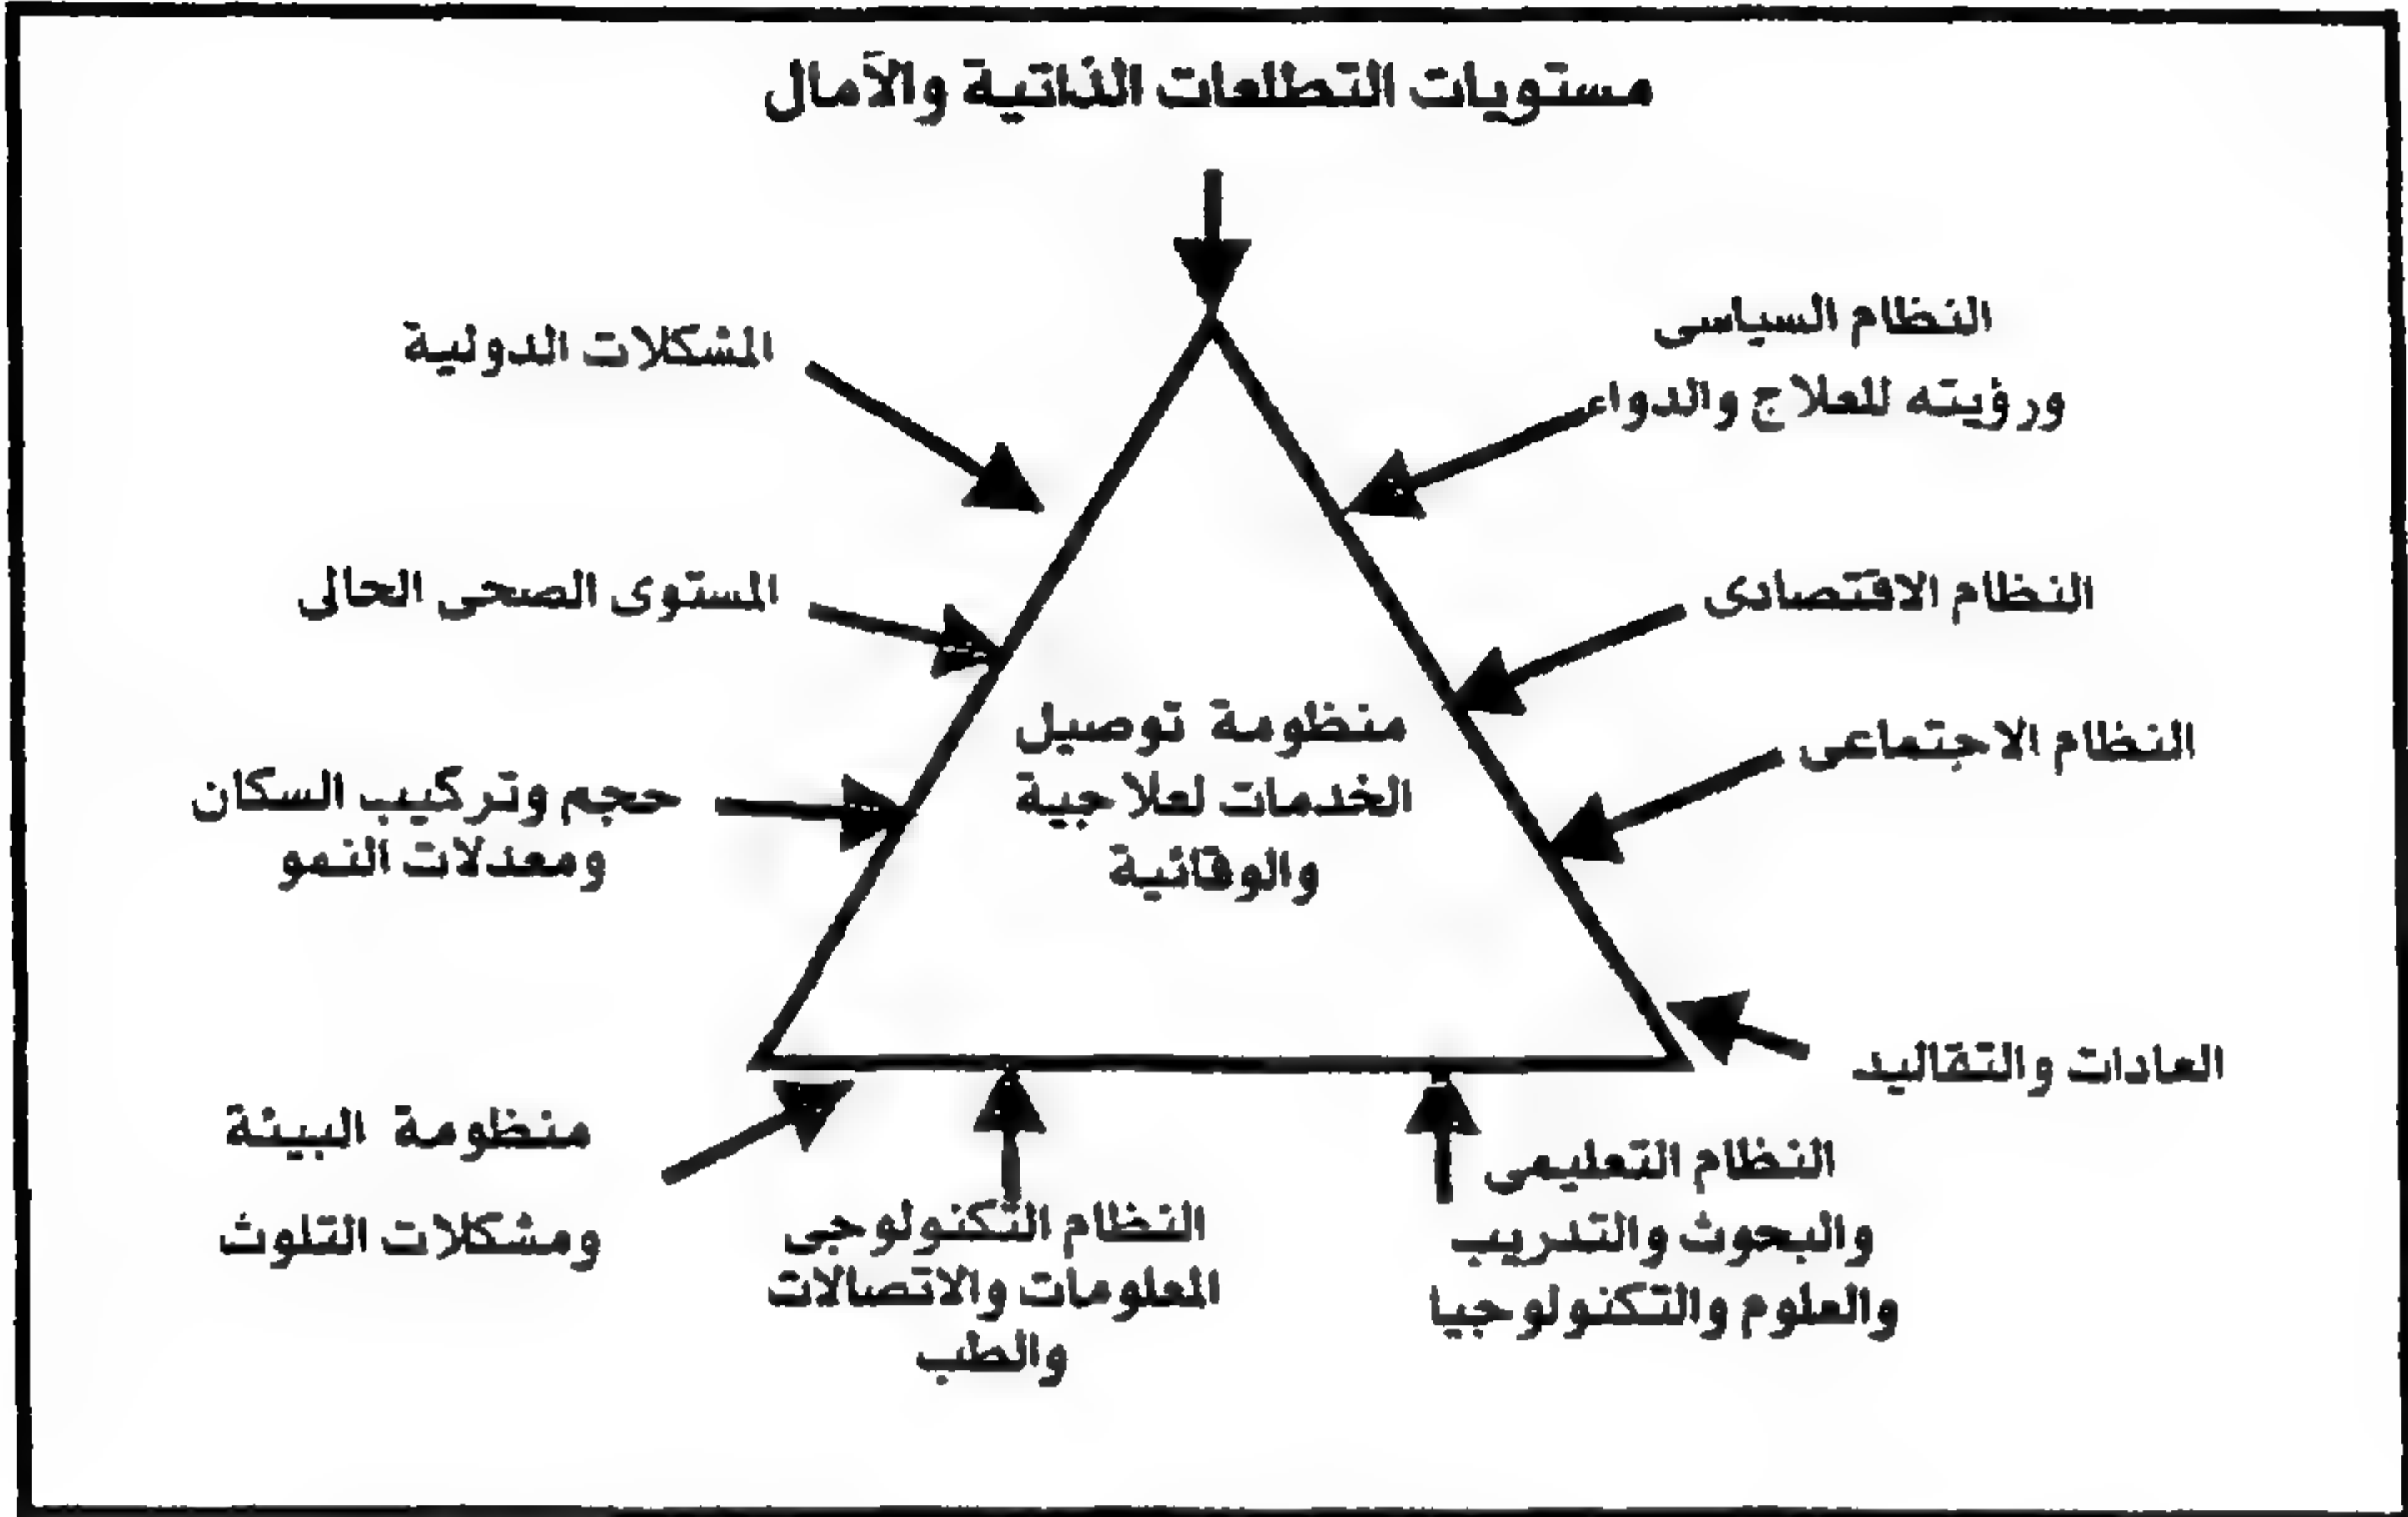 مستويات التطلعات الذاتية والآمال
النظام السياسى
ورؤيته للعلاج والدواء
المشكلات الدولية
النظام الاقتصادى
المستوى الصحى الحالى
النظام الاجتماعى
منظومة توصيل
الخدمات لعلاجية
والوقائية
حجم وتركيب السكان
ومعدلات النمو
العادات والتقاليد
النظام التعليمى
والبحوث والتدريب
والعلوم والتكنولوجيا
النظام التكنولوجى
المعلومات والاتصالات
والطب
منظومة البيئة
ومشكلات التلوث